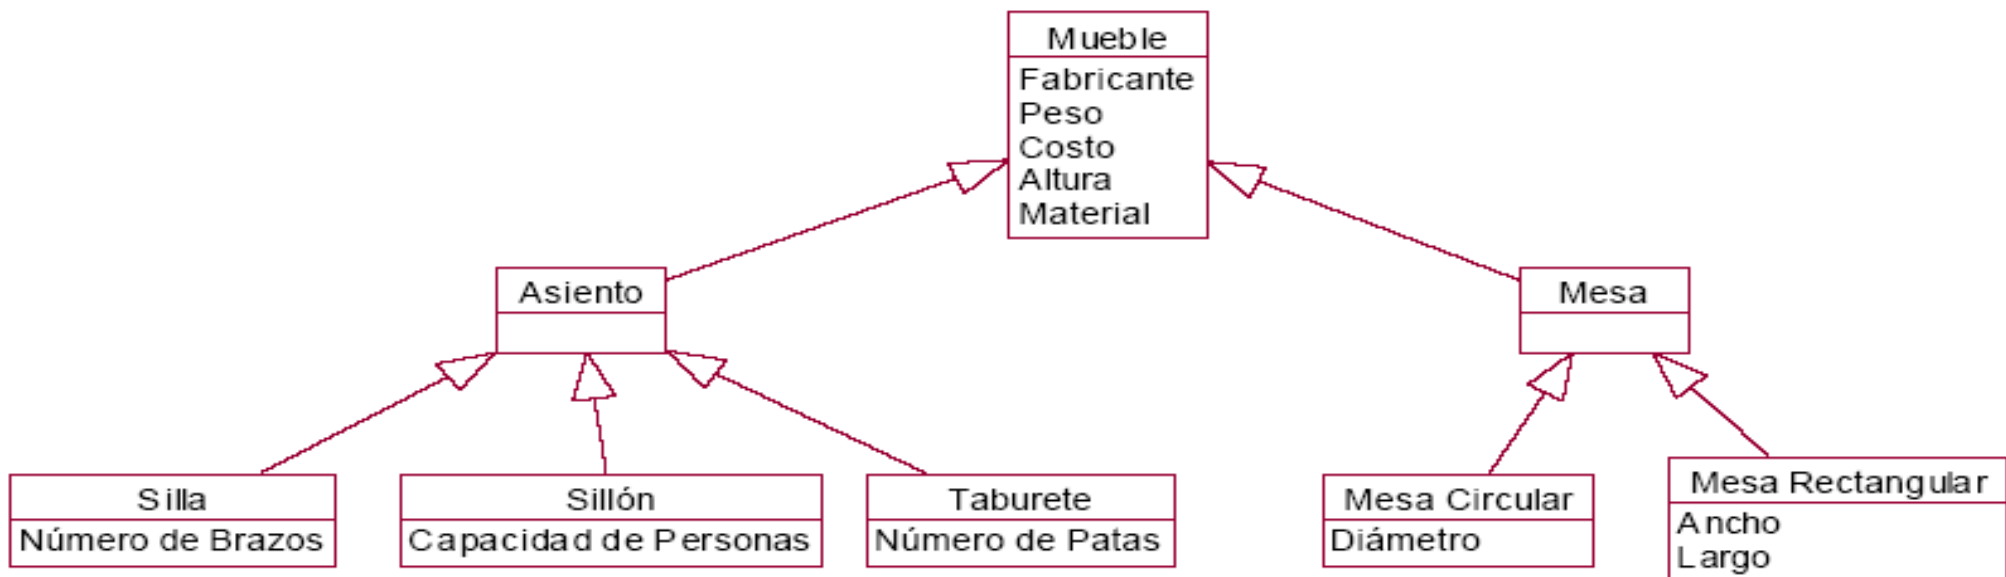 Mueble
Fabricante
Peso
Costo
Altura
Material
Asiento
Mesa
Silla
Número de Brazos
Sillón
Capacidad de Personas
Taburete
Número de Patas
Mesa Circular
Diámetro
Mesa Rectangular
Ancho
Largo